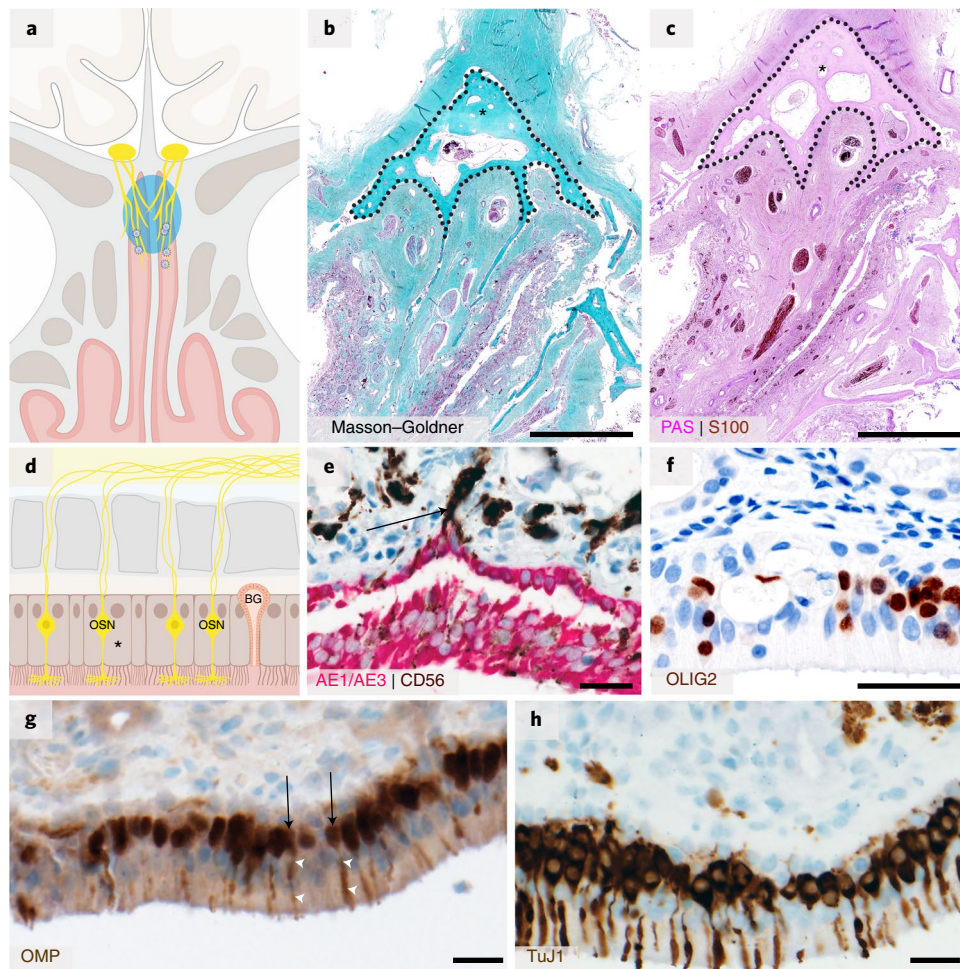 a
b
c
*
*
Masson–Goldner
PAS | S100
d
e
f
BG
OSN
OSN
*
AE1/AE3 | CD56
OLIG2
g
h
OMP
TuJ1